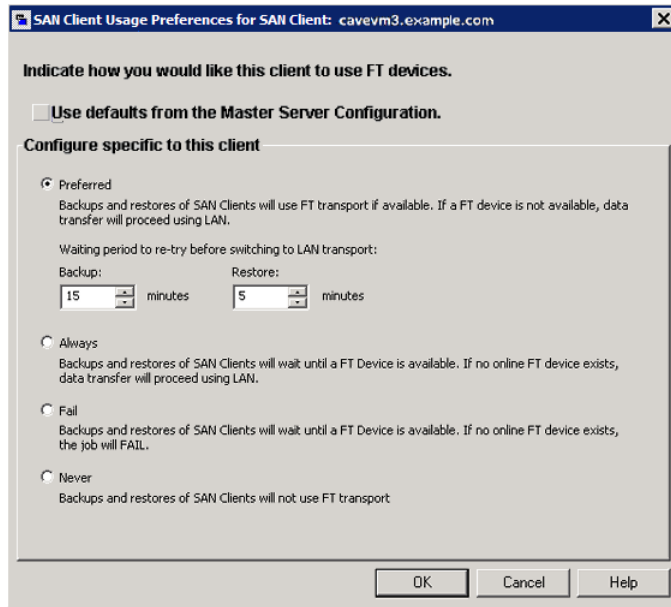 SAN Client Usage Preferences for SAN Client: cavevm3.example.com
Indicate how you would like this client to use FT devices.
Use defaults from the Master Server Configuration.
Configure specific to this client
Preferred
Backups and restores of SAN Clients will use FT transport if available. If a FT device is not available, data
transfer will proceed using LAN.
Waiting period to re-try before switching to LAN transport:
Backup: Restore:
15 minutes 5 minutes
Always
Backups and restores of SAN Clients will wait until a FT Device is available. If no online FT device exists,
data transfer will proceed using LAN.
Fail
Backups and restores of SAN Clients will wait until a FT Device is available. If no online FT device exists,
the job will FAIL.
Never
Backups and restores of SAN Clients will not use FT transport
OK Cancel Help